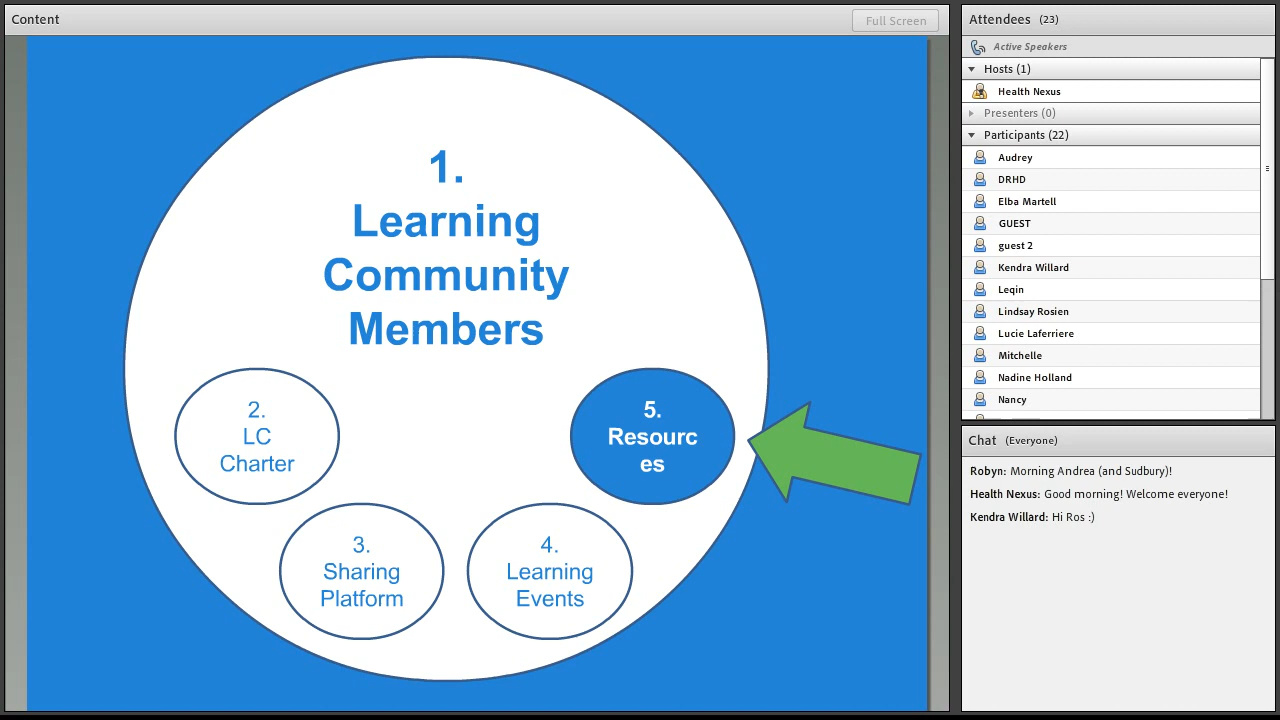 Content
Full Screen
1.
Learning
Community
Members
2.
LC
Charter
5.
Resourc
es
3.
Sharing
Platform
4.
Learning
Events
Attendees (23)
Active Speakers
Hosts (1)
Health Nexus
Presenters (0)
Participants (22)
Audrey
DRHD
Elba Martell
GUEST
guest 2
Kendra Willard
Leqin
Lindsay Rosien
Lucie Laferriere
Mitchelle
Nadine Holland
Nancy
Chat (Everyone)
Robyn: Morning Andrea (and Sudbury)!
Health Nexus: Good morning! Welcome everyone!
Kendra Willard: Hi Ros :)